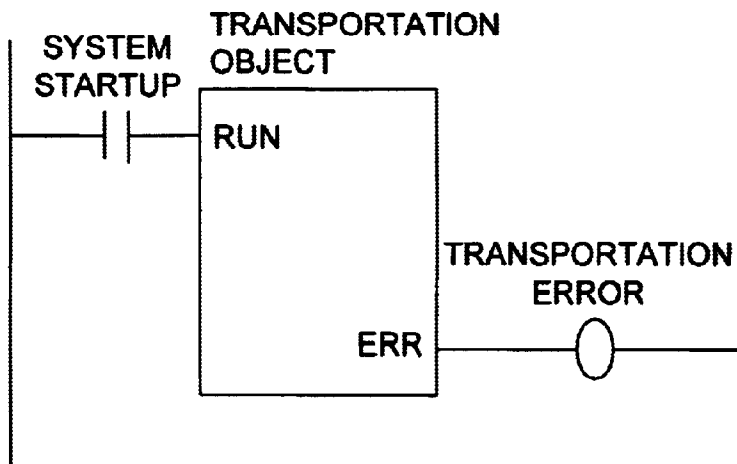 SYSTEM
STARTUP
TRANSPORTATION
OBJECT
RUN
TRANSPORTATION
ERROR
ERR